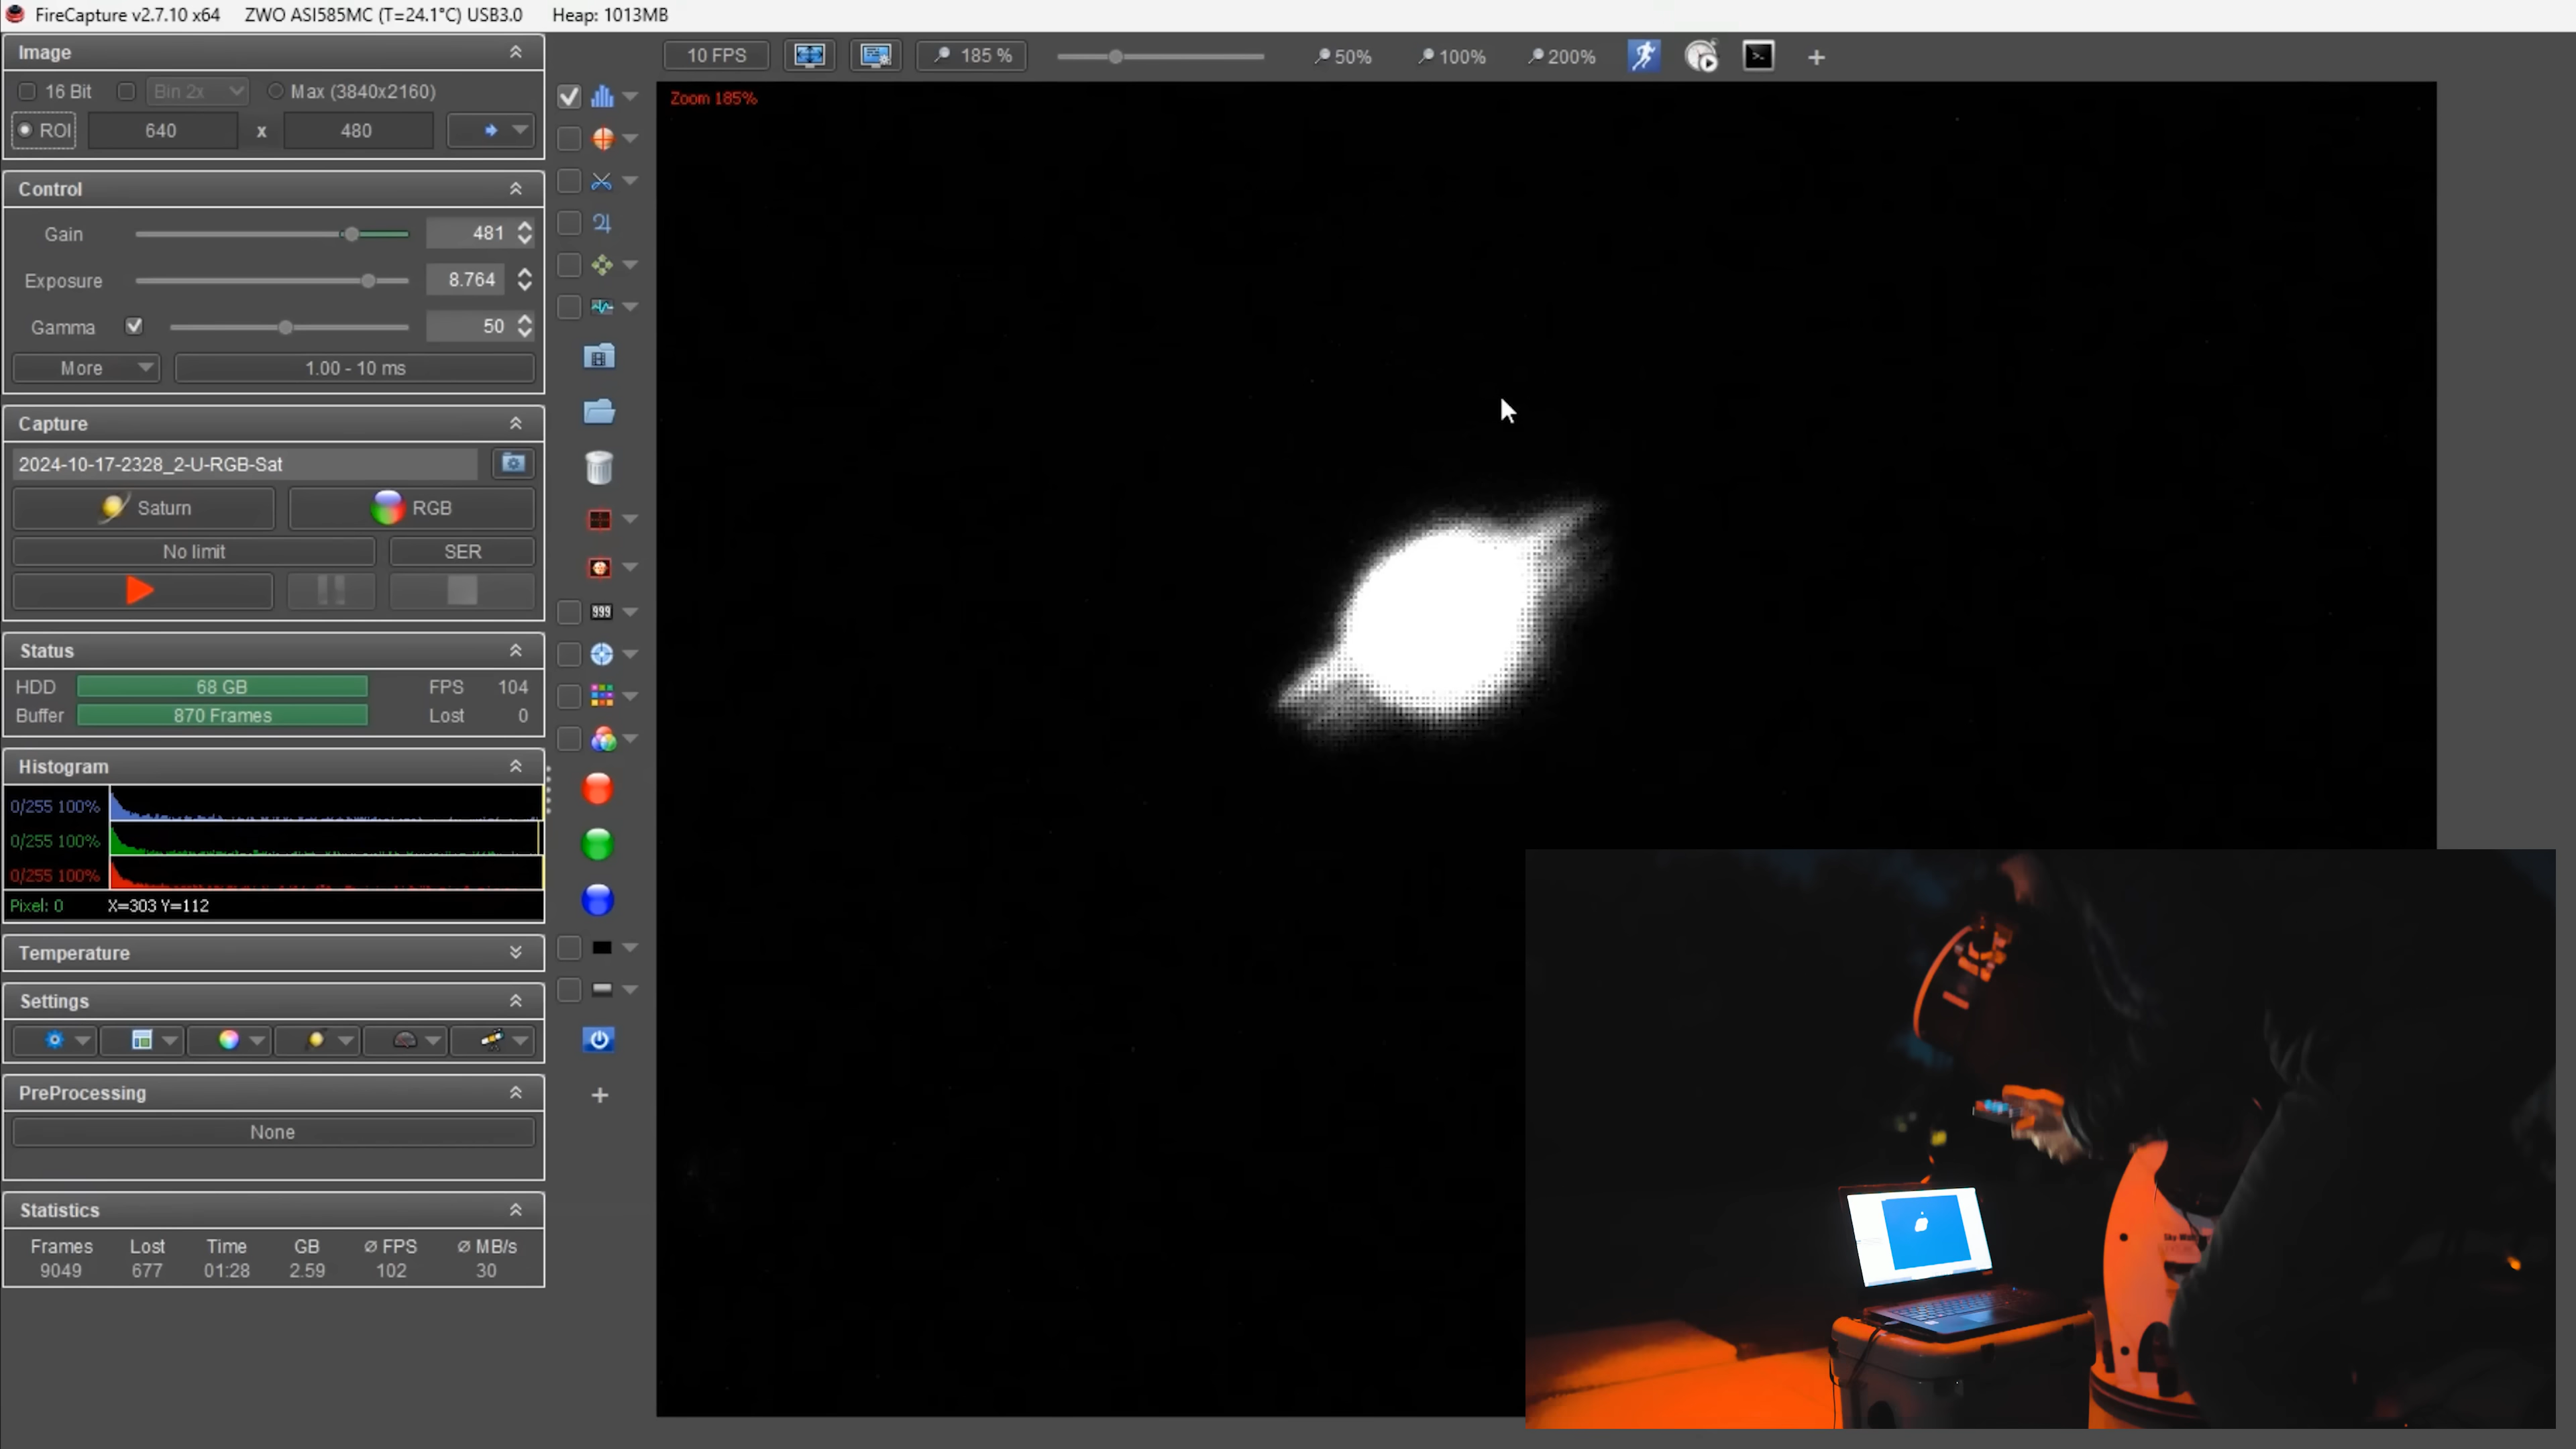 FireCapture v2.7.10 x64 ZWO ASI585MC (T=24.1°C) USB3.0 Heap: 1013MB
Image
16 Bit Bin 2x Max (3840x2160)
ROI 640 x 480
Control
Gain 481
Exposure 8.764
Gamma 50
More 1.00 - 10 ms
Capture
2024-10-17-2328_2-U-RGB-Sat
Saturn RGB
No limit SER
Status
HDD 68 GB FPS 104
Buffer 870 Frames Lost 0
Histogram
0/255 100%
0/255 100%
0/255 100%
Pixel: 0 X=303 Y=112
Temperature
Settings
PreProcessing
None
Statistics
Frames Lost Time GB Ø FPS Ø MB/s
9049 677 01:28 2.59 102 30
999
10 FPS 185 % 50% 100% 200%
Zoom 185%